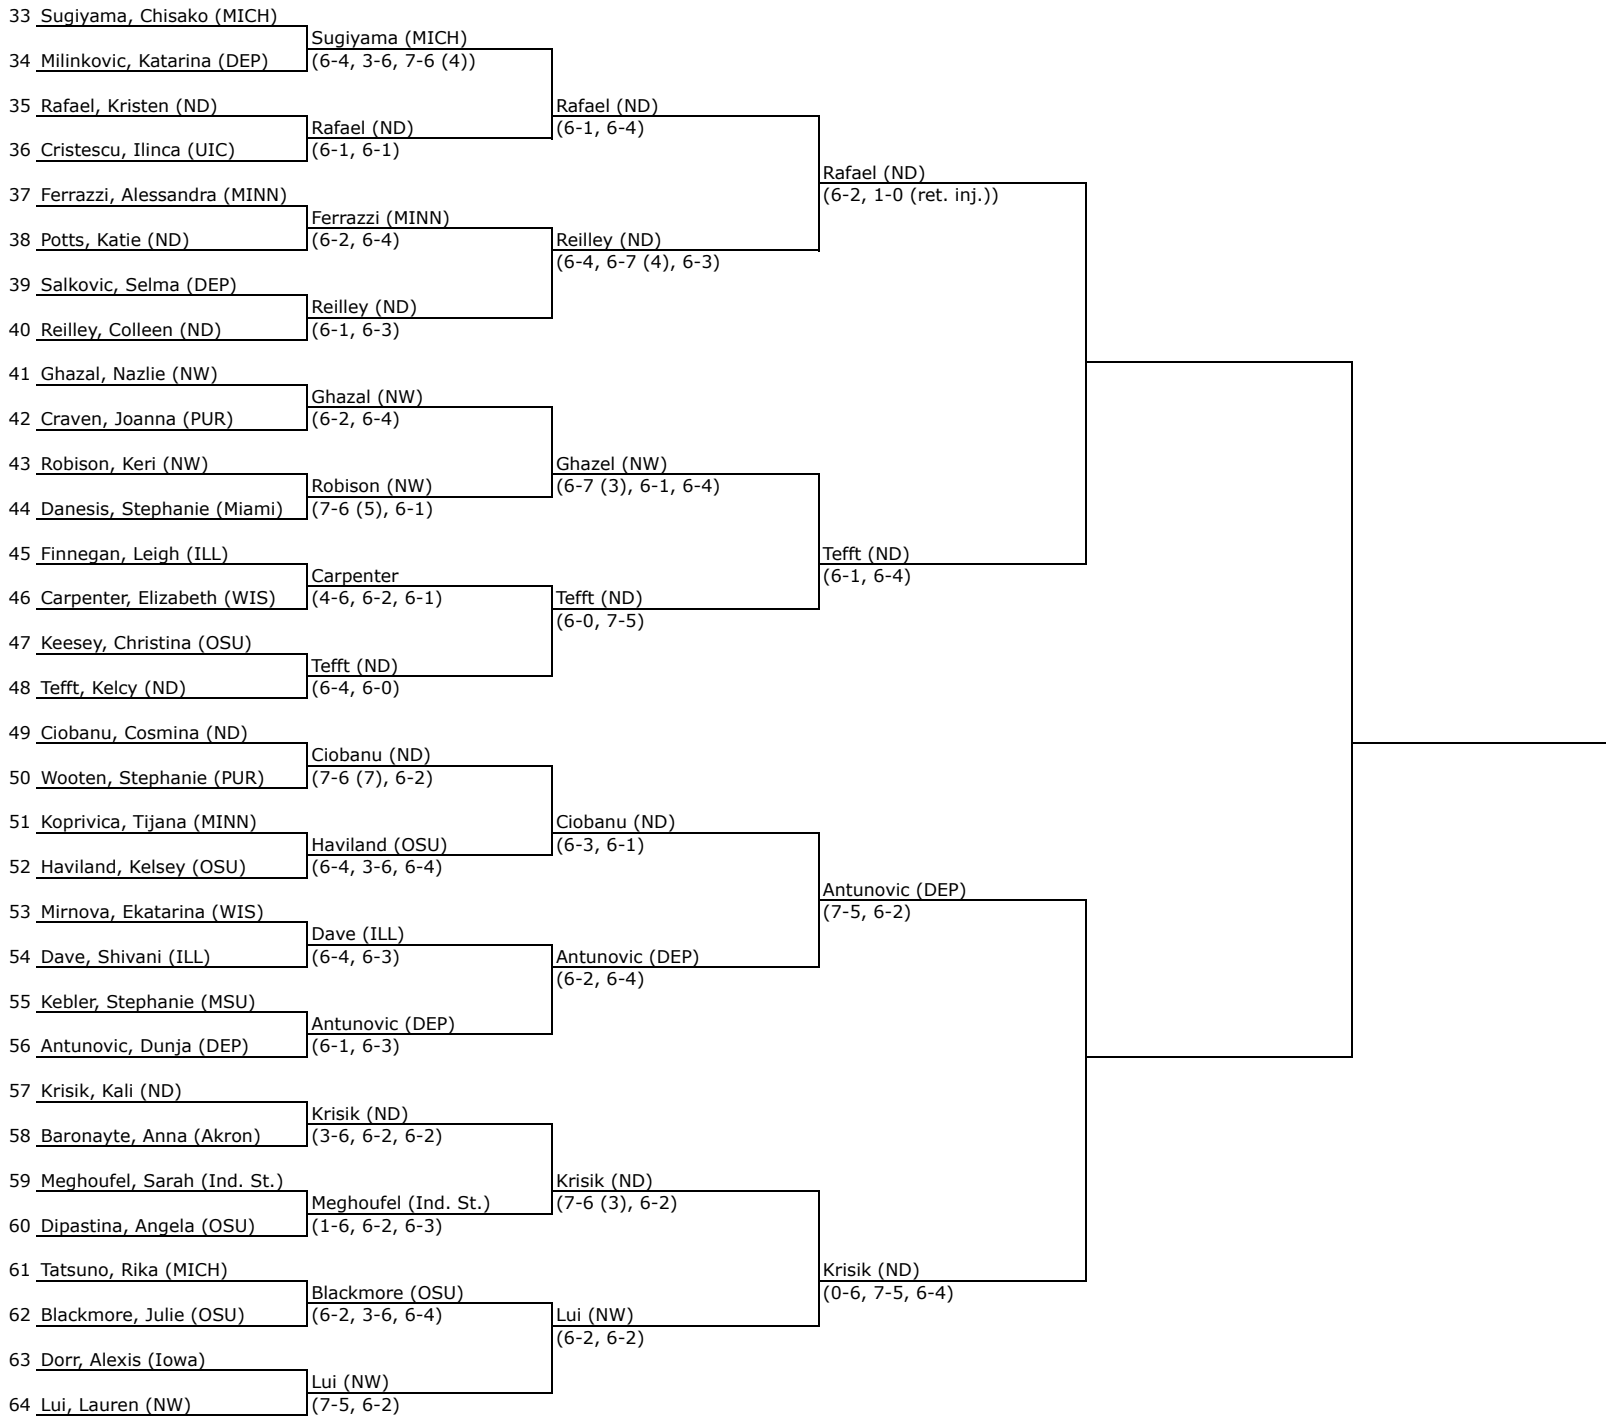 33 Sugiyama, Chisako (MICH)
Sugiyama (MICH)
34 Milinkovic, Katarina (DEP)
(6-4, 3-6, 7-6 (4))
35 Rafael, Kristen (ND)
Rafael (ND)
Rafael (ND)
(6-1, 6-4)
36 Cristescu, Ilinca (UIC)
(6-1, 6-1)
Rafael (ND)
(6-2, 1-0 (ret. inj.))
37 Ferrazzi, Alessandra (MINN)
Ferrazzi (MINN)
38 Potts, Katie (ND)
(6-2, 6-4)
Reilley (ND)
(6-4, 6-7 (4), 6-3)
39 Salkovic, Selma (DEP)
Reilley (ND)
40 Reilley, Colleen (ND)
(6-1, 6-3)
41 Ghazal, Nazlie (NW)
Ghazal (NW)
42 Craven, Joanna (PUR)
(6-2, 6-4)
43 Robison, Keri (NW)
Ghazel (NW)
(6-7 (3), 6-1, 6-4)
Robison (NW)
44 Danesis, Stephanie (Miami)
(7-6 (5), 6-1)
45 Finnegan, Leigh (ILL)
Tefft (ND)
(6-1, 6-4)
Carpenter
46 Carpenter, Elizabeth (WIS)
(4-6, 6-2, 6-1)
Tefft (ND)
(6-0, 7-5)
47 Keesey, Christina (OSU)
Tefft (ND)
48 Tefft, Kelcy (ND)
(6-4, 6-0)
49 Ciobanu, Cosmina (ND)
Ciobanu (ND)
50 Wooten, Stephanie (PUR)
(7-6 (7), 6-2)
51 Koprivica, Tijana (MINN)
Ciobanu (ND)
(6-3, 6-1)
Haviland (OSU)
52 Haviland, Kelsey (OSU)
(6-4, 3-6, 6-4)
Antunovic (DEP)
(7-5, 6-2)
53 Mirnova, Ekatarina (WIS)
Dave (ILL)
54 Dave, Shivani (ILL)
(6-4, 6-3)
Antunovic (DEP)
(6-2, 6-4)
55 Kebler, Stephanie (MSU)
Antunovic (DEP)
56 Antunovic, Dunja (DEP)
(6-1, 6-3)
57 Krisik, Kali (ND)
Krisik (ND)
58 Baronayte, Anna (Akron)
(3-6, 6-2, 6-2)
59 Meghoufel, Sarah (Ind. St.)
Krisik (ND)
(7-6 (3), 6-2)
Meghoufel (Ind. St.)
60 Dipastina, Angela (OSU)
(1-6, 6-2, 6-3)
61 Tatsuno, Rika (MICH)
Krisik (ND)
(0-6, 7-5, 6-4)
Blackmore (OSU)
62 Blackmore, Julie (OSU)
(6-2, 3-6, 6-4)
Lui (NW)
(6-2, 6-2)
63 Dorr, Alexis (Iowa)
Lui (NW)
64 Lui, Lauren (NW)
(7-5, 6-2)